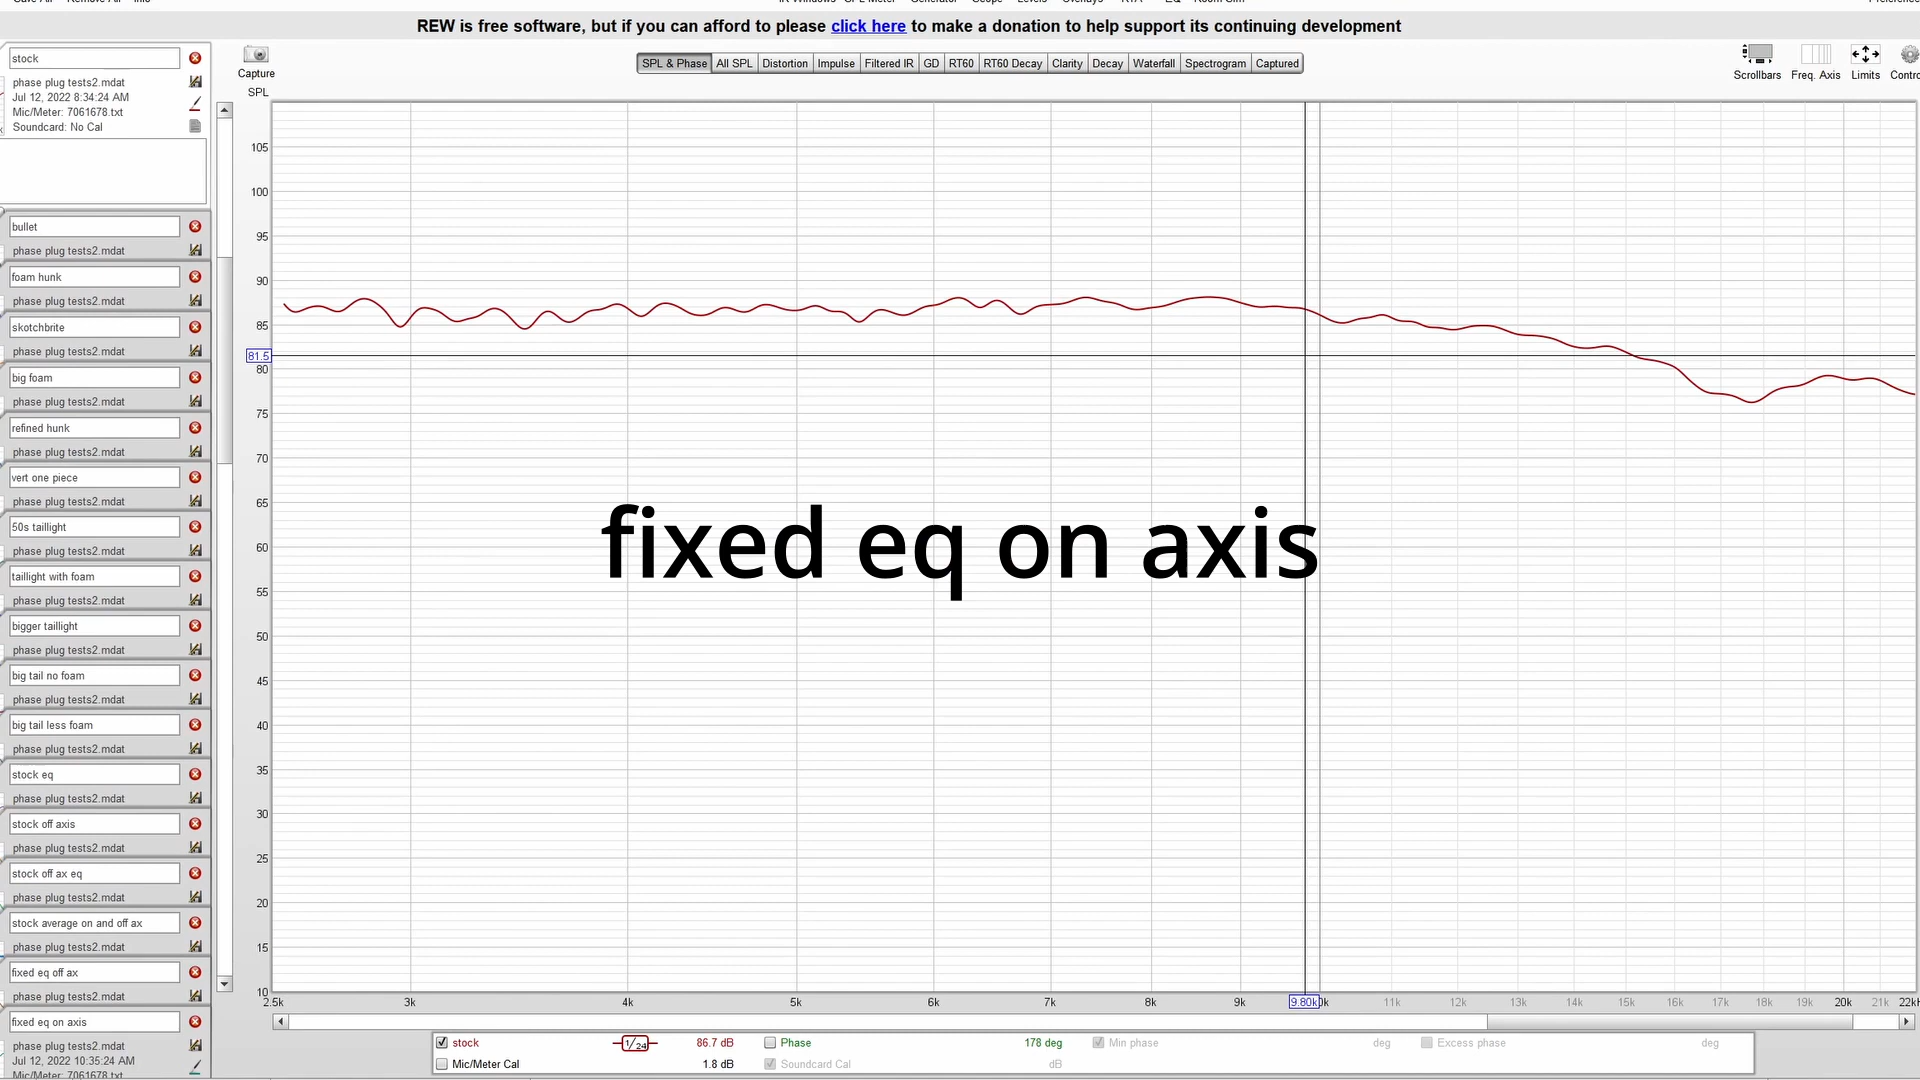 REW is free software, but if you can afford to please click here to make a donation to help support its continuing development
stock
phase plug tests2.mdat
Jul 12, 2022 8:34:24 AM
Mic/Meter: 7061678.txt
Soundcard: No Cal
bullet
phase plug tests2.mdat
foam hunk
phase plug tests2.mdat
skotchbrite
phase plug tests2.mdat
big foam
phase plug tests2.mdat
refined hunk
phase plug tests2.mdat
vert one piece
phase plug tests2.mdat
50s taillight
phase plug tests2.mdat
taillight with foam
phase plug tests2.mdat
bigger taillight
phase plug tests2.mdat
big tail no foam
phase plug tests2.mdat
big tail less foam
phase plug tests2.mdat
stock eq
phase plug tests2.mdat
stock off axis
phase plug tests2.mdat
stock off ax eq
phase plug tests2.mdat
stock average on and off ax
phase plug tests2.mdat
fixed eq off ax
phase plug tests2.mdat
fixed eq on axis
phase plug tests2.mdat
Jul 12, 2022 10:35:24 AM
Mic/Meter: 7061678.txt
Capture
SPL & Phase All SPL Distortion Impulse Filtered IR GD RT60 RT60 Decay Clarity Decay Waterfall Spectrogram Captured
Scrollbars Freq. Axis Limits
SPL
105
100
95
90
85
81.5
80
75
70
65
60
55
50
45
40
35
30
25
20
15
10
fixed eq on axis
2.5k 3k 4k 5k 6k 7k 8k 9k 9.80k 11k 12k 13k 14k 15k 16k 17k 18k 19k 20k 21k
stock 1/24 86.7 dB Phase 178 deg Min phase deg Excess phase deg
Mic/Meter Cal 1.8 dB Soundcard Cal dB